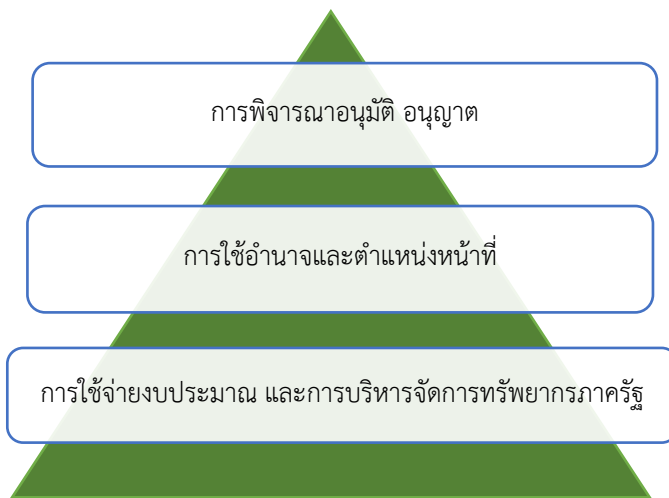 การพิจารณาอนุมัติ อนุญาต
การใช้อำนาจและตำแหน่งหน้าที่
การใช้จ่ายงบประมาณ และการบริหารจัดการทรัพยากรภาครัฐ